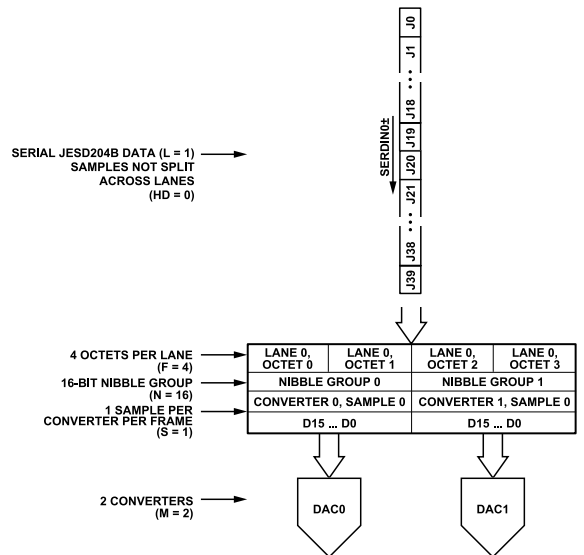 J0
J1
J18
J19
J20
J21
J38
J39
SERDIN0±
SERIAL JESD204B DATA (L = 1)
SAMPLES NOT SPLIT
ACROSS LANES
(HD = 0)
4 OCTETS PER LANE
(F = 4)
LANE 0,
OCTET 0
LANE 0,
OCTET 1
LANE 0,
OCTET 2
LANE 0,
OCTET 3
16-BIT NIBBLE GROUP
(N = 16)
NIBBLE GROUP 0
NIBBLE GROUP 1
1 SAMPLE PER
CONVERTER PER FRAME
(S = 1)
CONVERTER 0, SAMPLE 0
CONVERTER 1, SAMPLE 0
D15 ... D0
D15 ... D0
2 CONVERTERS
(M = 2)
DAC0
DAC1